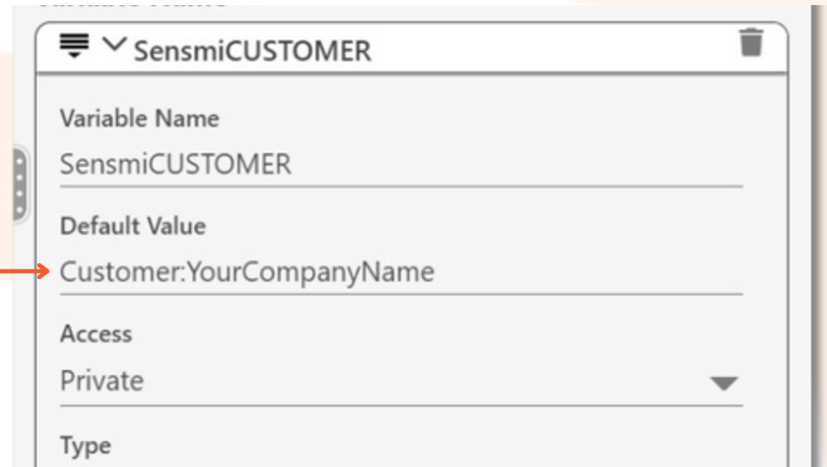 SensmiCUSTOMER
Variable Name
SensmiCUSTOMER
Default Value
Customer:YourCompanyName
Access
Private
Type